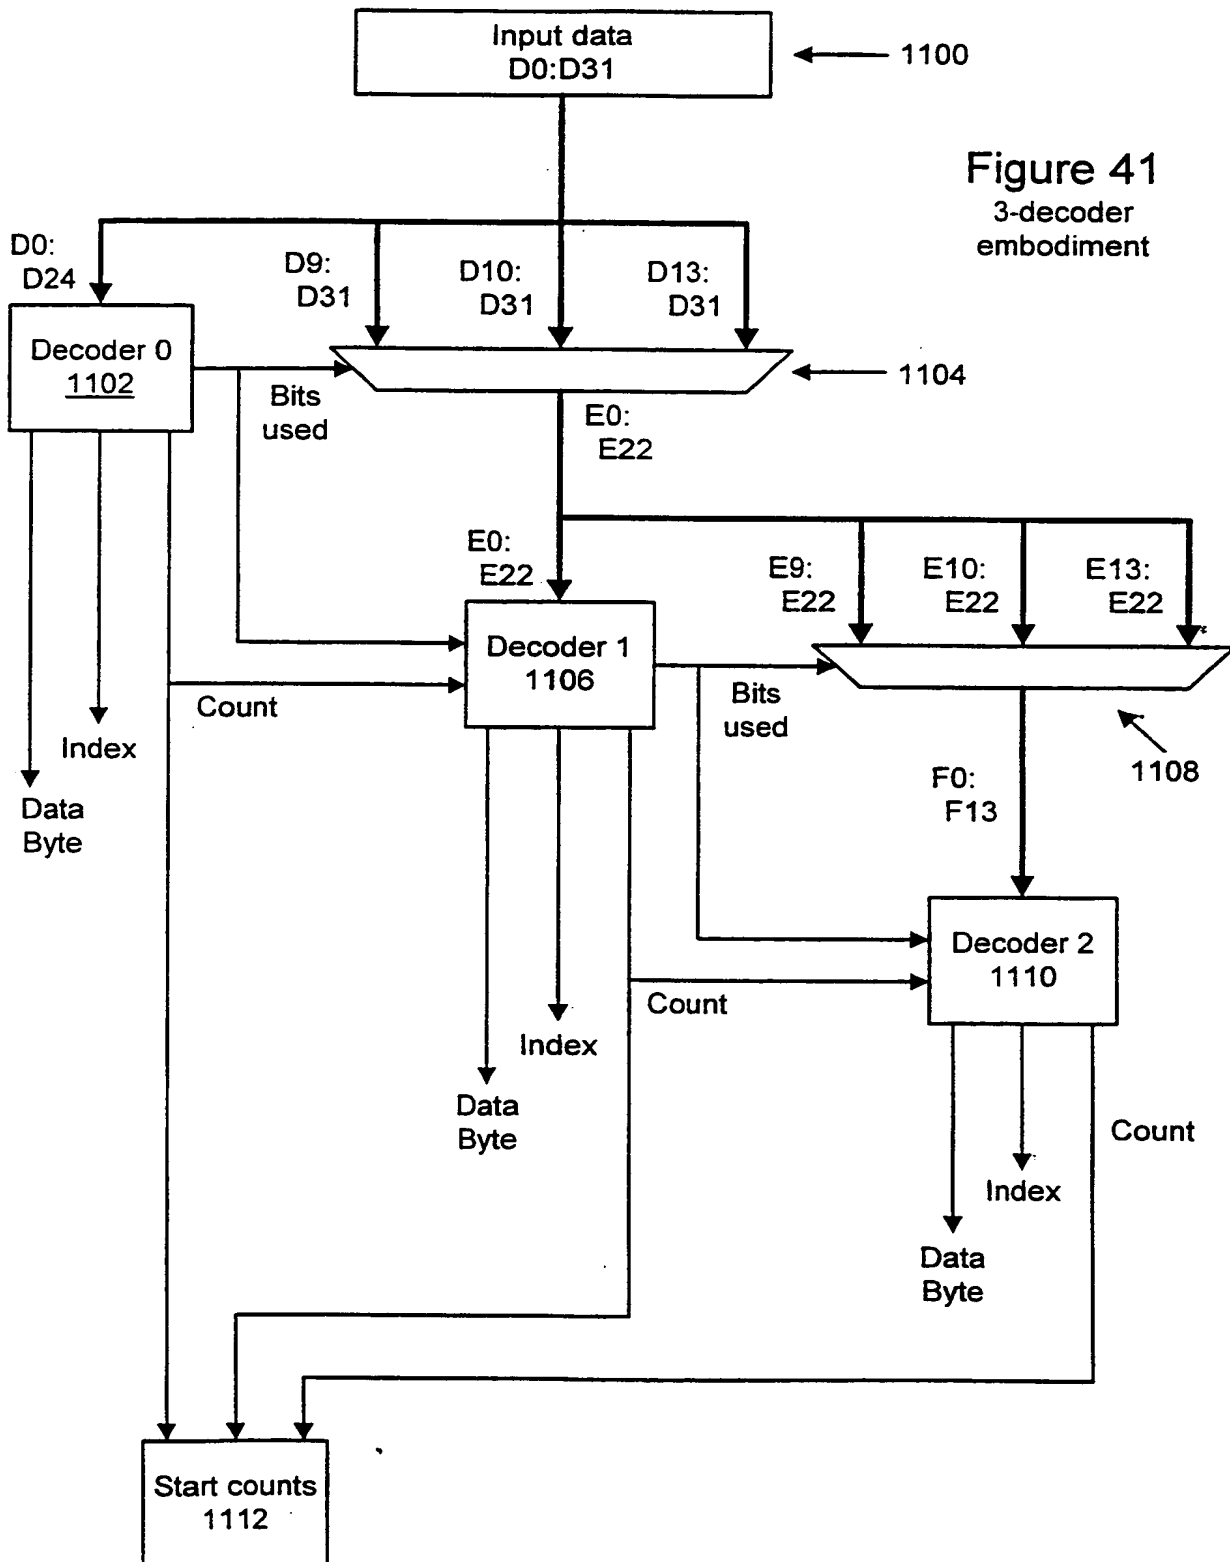 Input data
D0:D31
1100
Figure 41
3-decoder
embodiment
D0:
D24
D9:
D31
D10:
D31
D13:
D31
Decoder 0
1102
1104
Bits
used
E0:
E22
E0:
E22
E9:
E22
E10:
E22
E13:
E22
Decoder 1
1106
Count
Bits
used
1108
Index
Data
Byte
F0:
F13
Decoder 2
1110
Count
Index
Data
Byte
Count
Index
Data
Byte
Start counts
1112